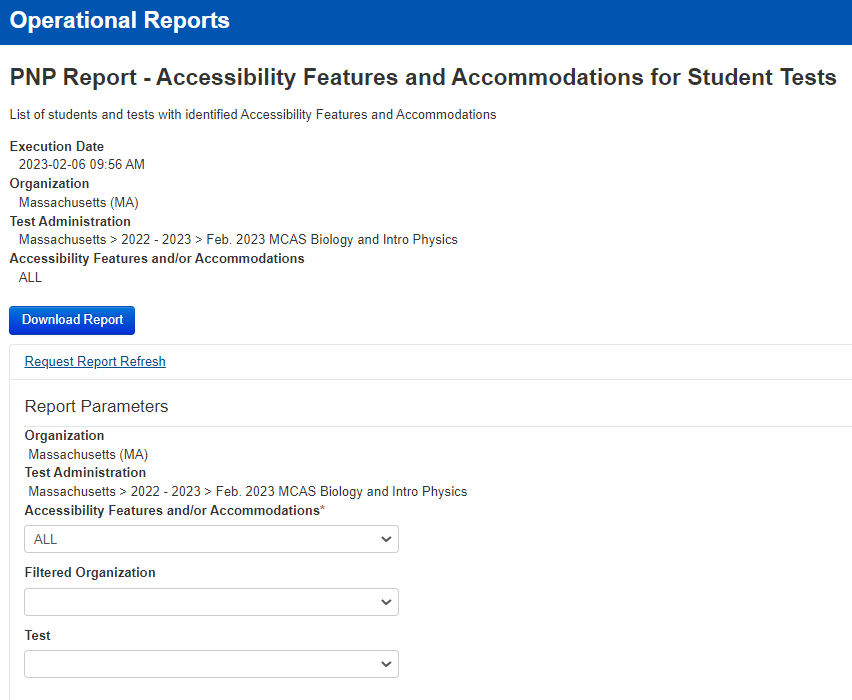 Operational Reports
PNP Report - Accessibility Features and Accommodations for Student Tests
List of students and tests with identified Accessibility Features and Accommodations
Execution Date
2023-02-06 09:56 AM
Organization
Massachusetts (MA)
Test Administration
Massachusetts > 2022 - 2023 > Feb. 2023 MCAS Biology and Intro Physics
Accessibility Features and/or Accommodations
ALL
Download Report
Request Report Refresh
Report Parameters
Organization
Massachusetts (MA)
Test Administration
Massachusetts > 2022 - 2023 > Feb. 2023 MCAS Biology and Intro Physics
Accessibility Features and/or Accommodations*
ALL
Filtered Organization
Test